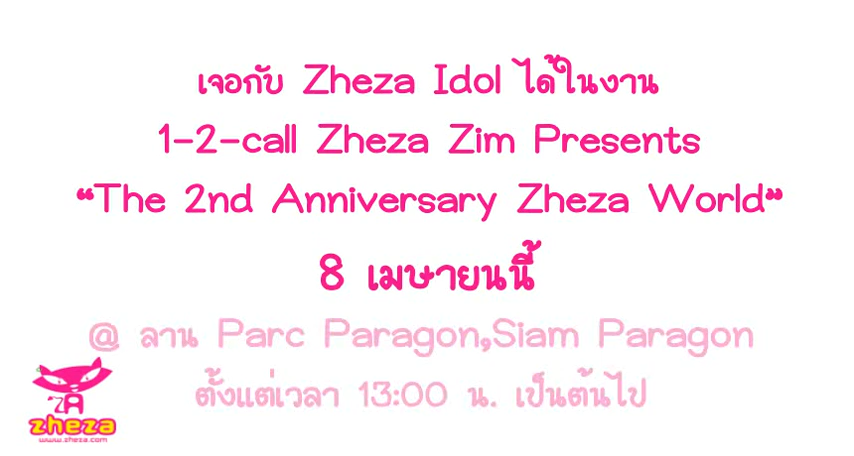 เจอกับ Zheza Idol ได้ในงาน
1-2-call Zheza Zim Presents
“The 2nd Anniversary Zheza World”
8 เมษายนนี้
@ ลาน Parc Paragon,Siam Paragon
ตั้งแต่เวลา 13:00 น. เป็นต้นไป
ZA
zheza
www.zheza.com